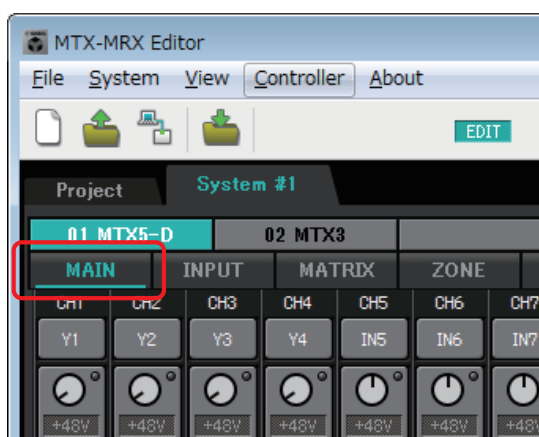 MTX-MRX Editor
File System View Controller About
EDIT
Project System #1
01 MTX5-D 02 MTX3
MAIN INPUT MATRIX ZONE
CH1 CH2 CH3 CH4 CH5 CH6 CH7
Y1 Y2 Y3 Y4 IN5 IN6 IN7
+48V +48V +48V +48V +48V +48V +48V